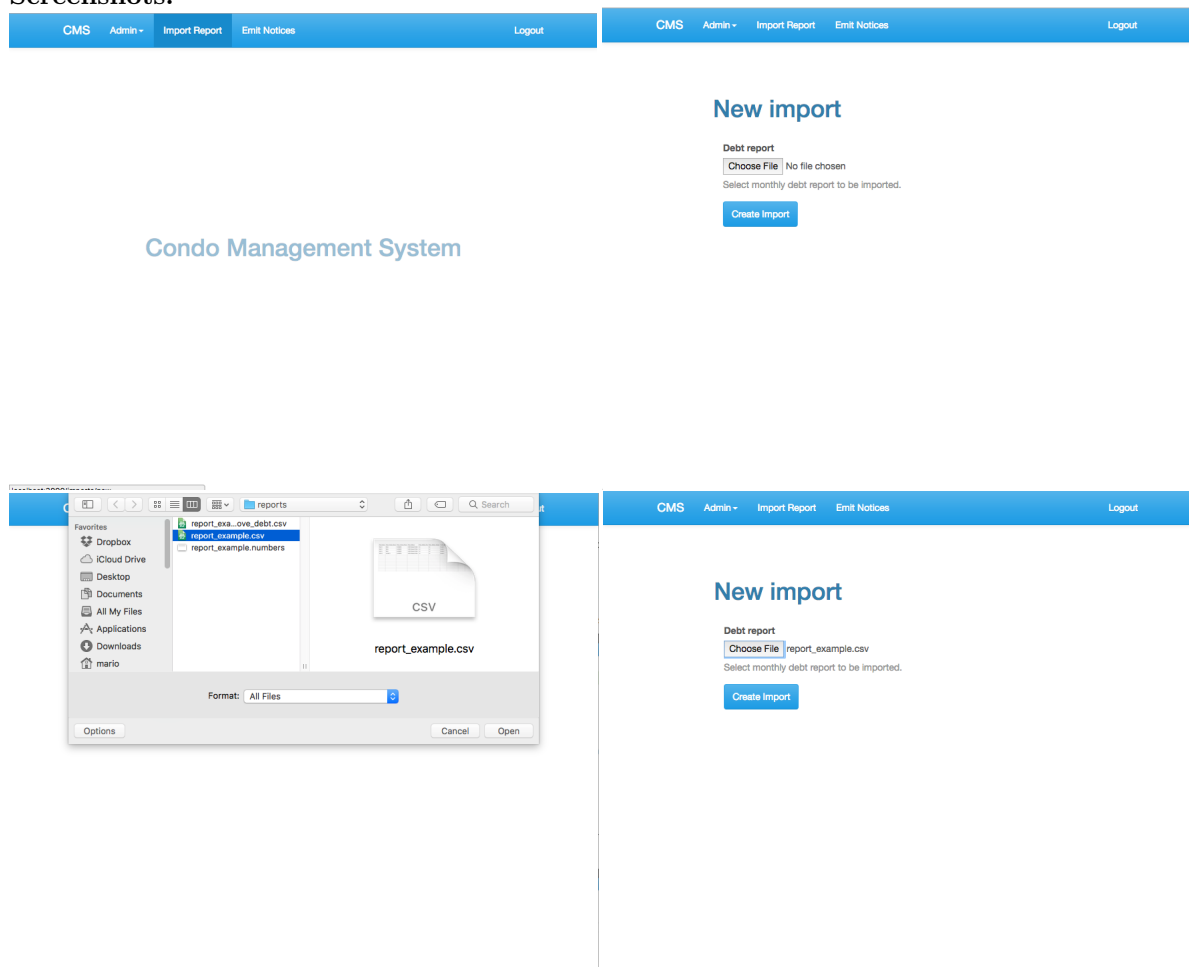 Screenshots:
CMS Admin Import Report Emit Notices Logout
Condo Management System
CMS Admin Import Report Emit Notices Logout
New import
Debt report
Choose File No file chosen
Select monthly debt report to be imported.
Create Import
localhost:3000/imports/new
reports
Search
Favorites
Dropbox
iCloud Drive
Desktop
Documents
All My Files
Applications
Downloads
mario
report_exa...ove_debt.csv
report_example.csv
report_example.numbers
CSV
report_example.csv
Format: All Files
Options Cancel Open
CMS Admin Import Report Emit Notices Logout
New import
Debt report
Choose File report_example.csv
Select monthly debt report to be imported.
Create Import